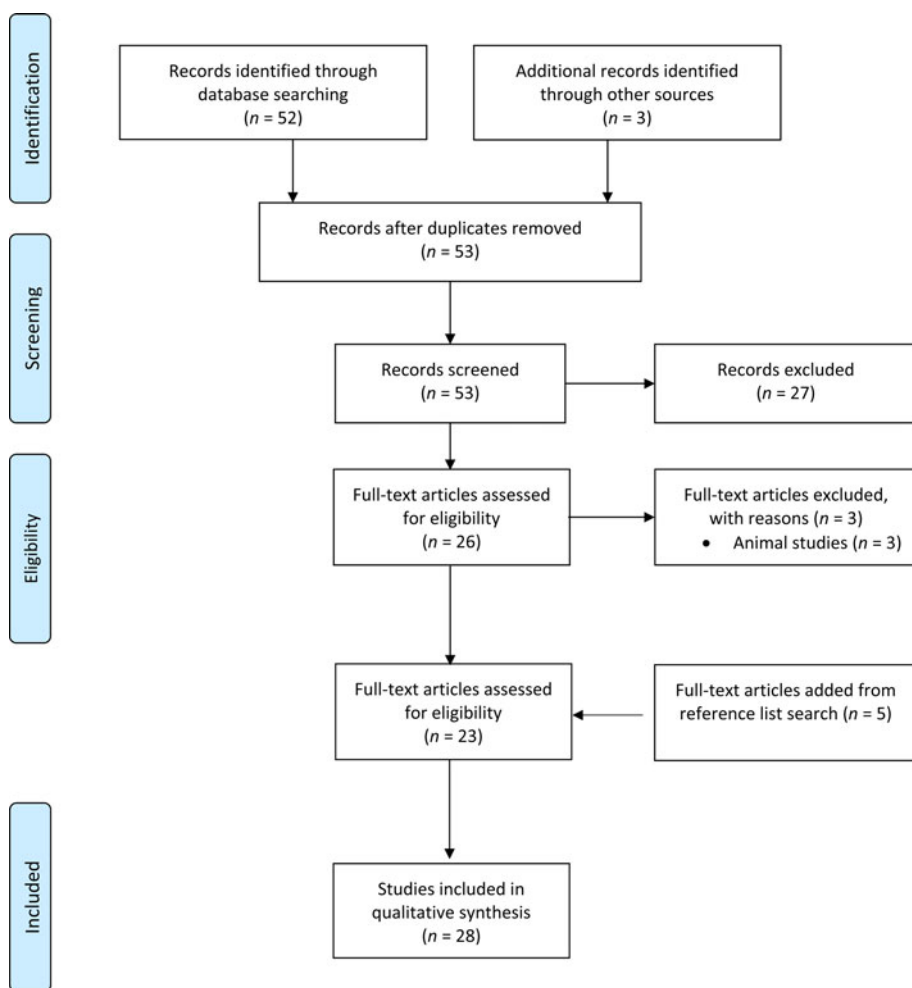 Identification
Records identified through
database searching
(n = 52)
Additional records identified
through other sources
(n = 3)
Records after duplicates removed
(n = 53)
Screening
Records screened
(n = 53)
Records excluded
(n = 27)
Eligibility
Full-text articles assessed
for eligibility
(n = 26)
Full-text articles excluded,
with reasons (n = 3)
• Animal studies (n = 3)
Full-text articles assessed
for eligibility
(n = 23)
Full-text articles added from
reference list search (n = 5)
Included
Studies included in
qualitative synthesis
(n = 28)